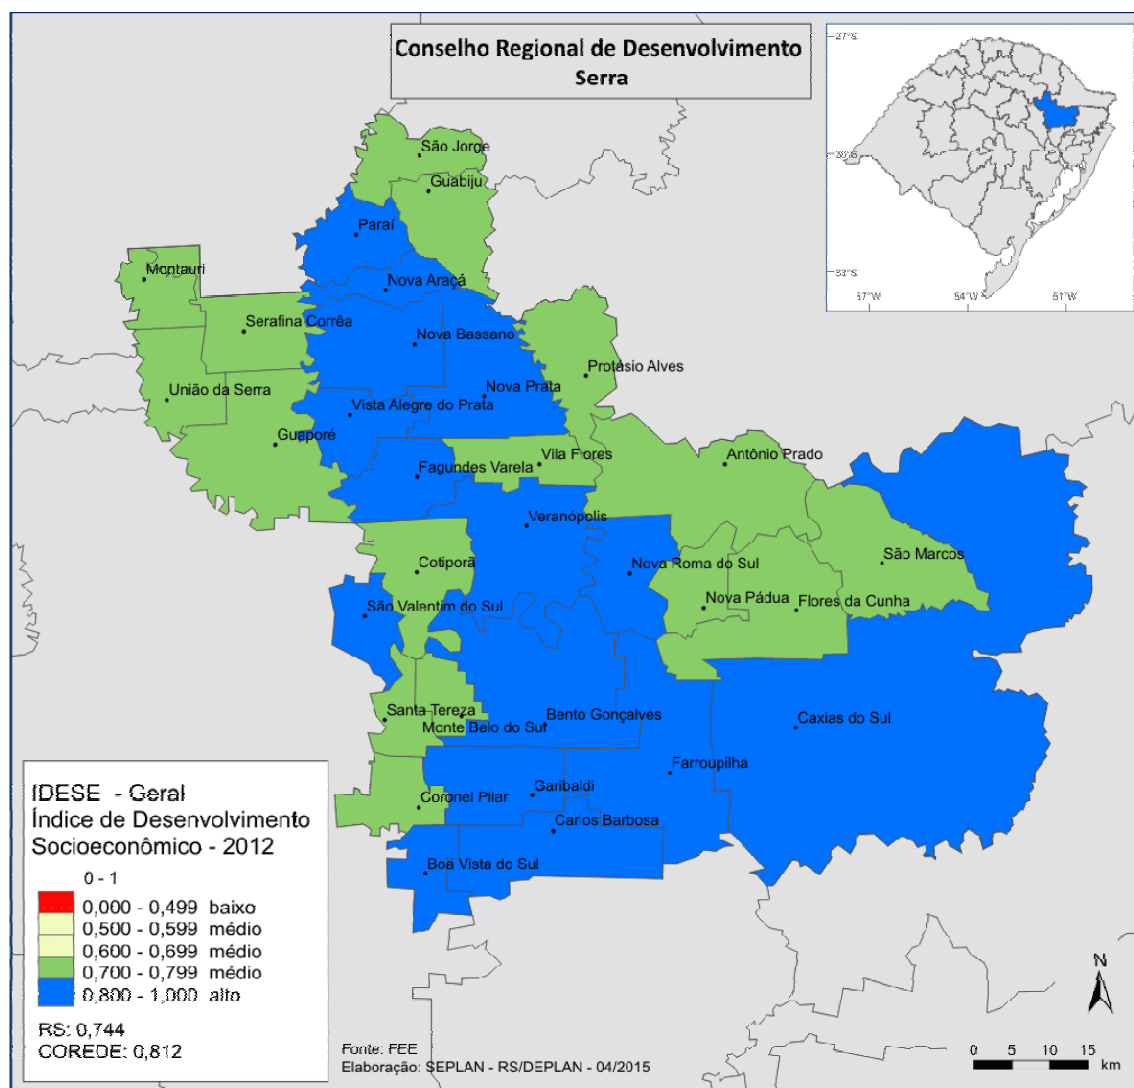 Conselho Regional de Desenvolvimento
Serra
27°S
30°S
33°S
57°W
54°W
51°W
São Jorge
Guabiju
Paraí
Montauri
Nova Araçá
Serafina Corrêa
Nova Bassano
Protásio Alves
União da Serra
Nova Prata
Vista Alegre do Prata
Guaporé
Fagundes Varela
Vila Flores
Antônio Prado
Veranópolis
São Marcos
Cotiporã
Nova Roma do Sul
São Valentim do Sul
Nova Pádua
Flores da Cunha
Santa Tereza
Monte Belo do Sul
Bento Gonçalves
Caxias do Sul
Farroupilha
Garibaldi
Coronel Pilar
Carlos Barbosa
Boa Vista do Sul
IDESE - Geral
Índice de Desenvolvimento
Socioeconômico - 2012
0 - 1
0,000 - 0,499 baixo
0,500 - 0,599 médio
0,600 - 0,699 médio
0,700 - 0,799 médio
0,800 - 1,000 alto
RS: 0,744
COREDE: 0,812
Fonte: FEE
Elaboração: SEPLAN - RS/DEPLAN - 04/2015
N
0 5 10 15
km